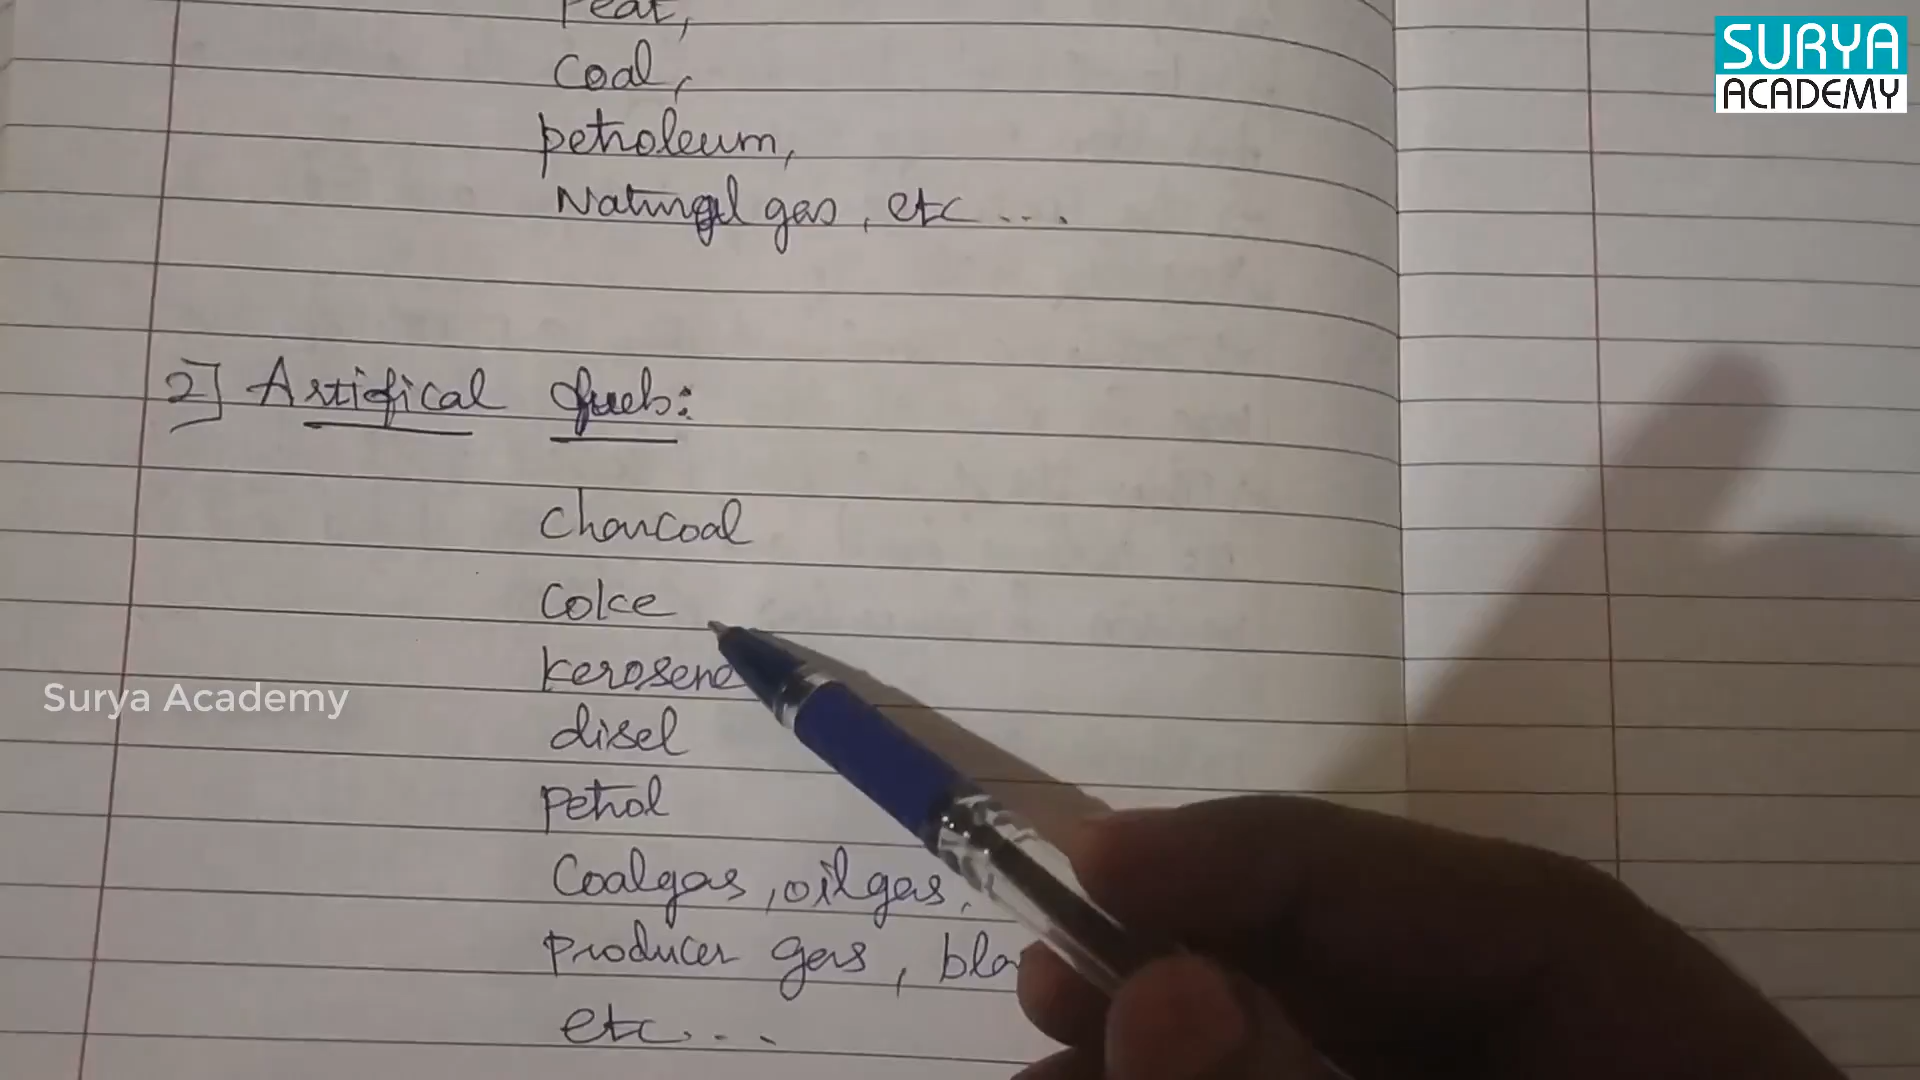 Peat,
SURYA
ACADEMY
Coal,
petroleum,
Natural gas, etc...
2] Artifical fuels:
Charcoal
Coke
kerosene
Surya Academy
disel
petrol
Coalgas, oilgas,
producer gas,
etc...